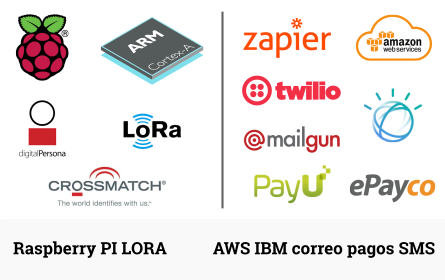 ARM
Cortex-A
digitalPersona
LoRa
CROSSMATCH®
The world identifies with us.™
zapier
amazon
web services
twilio
@mailgun
PayU
ePayco
Raspberry PI LORA
AWS IBM correo pagos SMS